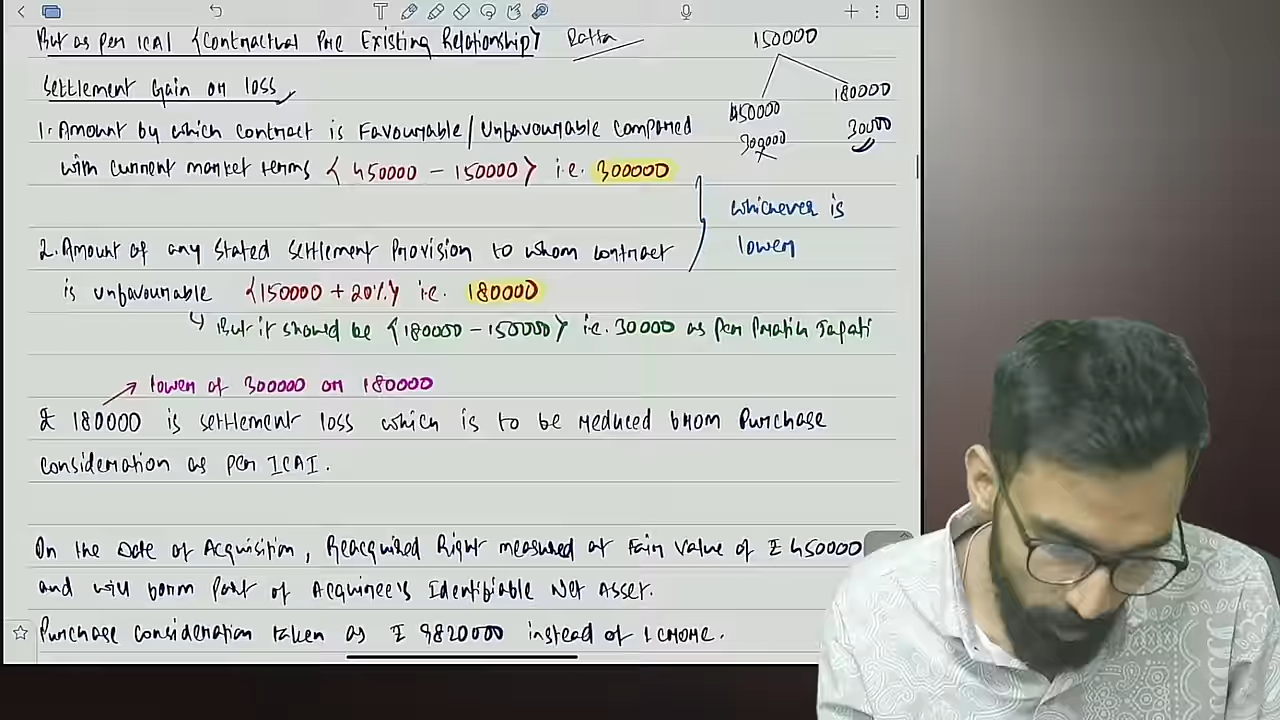 But as per ICAI {Contractual Pre Existing Relationship} Ratta
Settlement Gain or loss
1. Amount by which contract is Favourable / Unfavourable Compared
with current market terms {450000 - 150000} i.e. 300000
2. Amount of any stated Settlement Provision to whom contract
is unfavourable {150000 + 20%} i.e. 180000
But it should be {180000 - 150000} i.e. 30000 as per Pratik Jagati
150000
450000
300000
180000
30000
whichever is
lower
lower of 300000 or 180000
₹ 180000 is settlement loss which is to be reduced from Purchase
consideration as per ICAI.
On the Date of Acquisition, Reacquired Right measured at Fair Value of ₹ 450000
and will form Part of Acquiree's Identifiable Net Asset.
Purchase consideration taken as ₹ 9820000 instead of 1 crore.